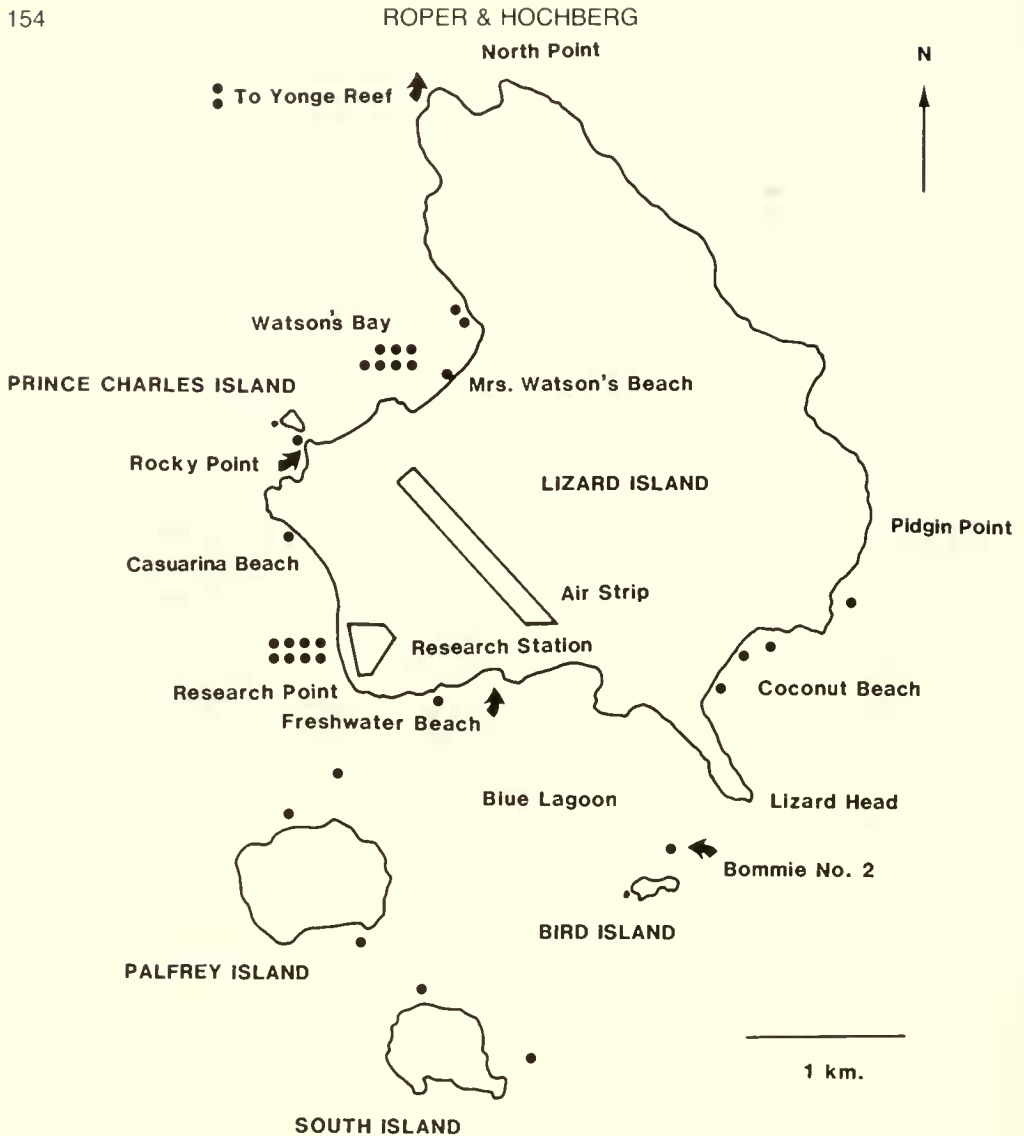 154
ROPER & HOCHBERG
North Point
N
To Yonge Reef
Watson's Bay
PRINCE CHARLES ISLAND
Mrs. Watson's Beach
Rocky Point
LIZARD ISLAND
Pidgin Point
Casuarina Beach
Air Strip
Research Station
Research Point
Coconut Beach
Freshwater Beach
Blue Lagoon
Lizard Head
Bommie No. 2
BIRD ISLAND
PALFREY ISLAND
1 km.
SOUTH ISLAND